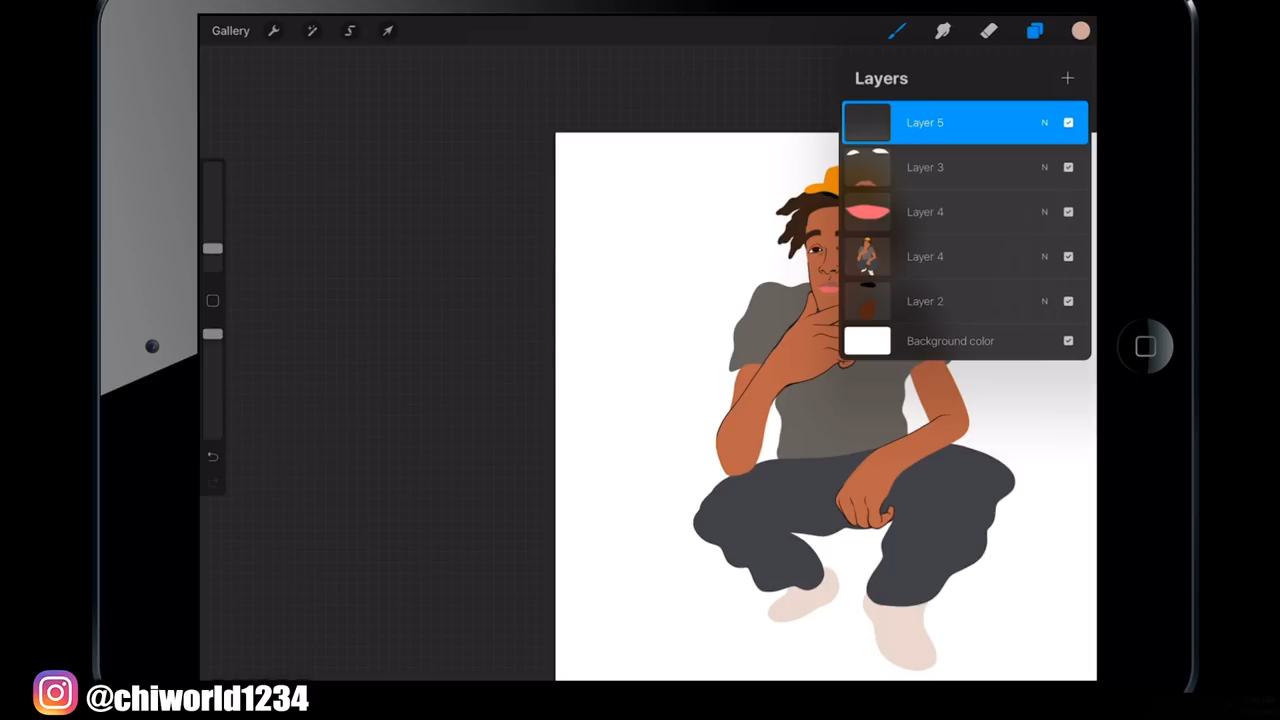 Gallery
Layers
Layer 5 N
Layer 3 N
Layer 4 N
Layer 4 N
Layer 2 N
Background color
@chiworld1234